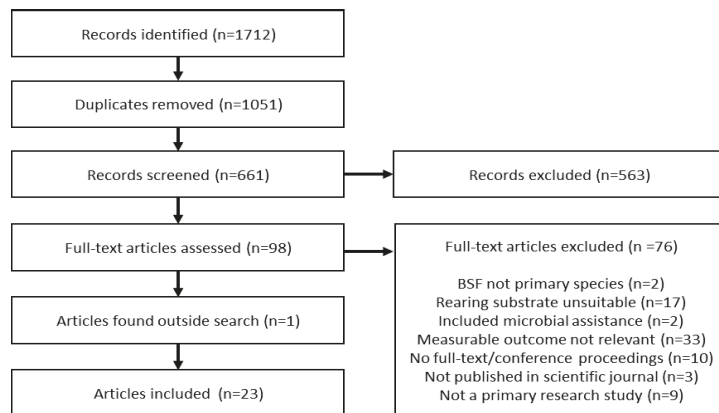 Records identified (n=1712)
Duplicates removed (n=1051)
Records screened (n=661)
Records excluded (n=563)
Full-text articles assessed (n=98)
Full-text articles excluded (n =76)
BSF not primary species (n=2)
Rearing substrate unsuitable (n=17)
Included microbial assistance (n=2)
Measurable outcome not relevant (n=33)
No full-text/conference proceedings (n=10)
Not published in scientific journal (n=3)
Not a primary research study (n=9)
Articles found outside search (n=1)
Articles included (n=23)